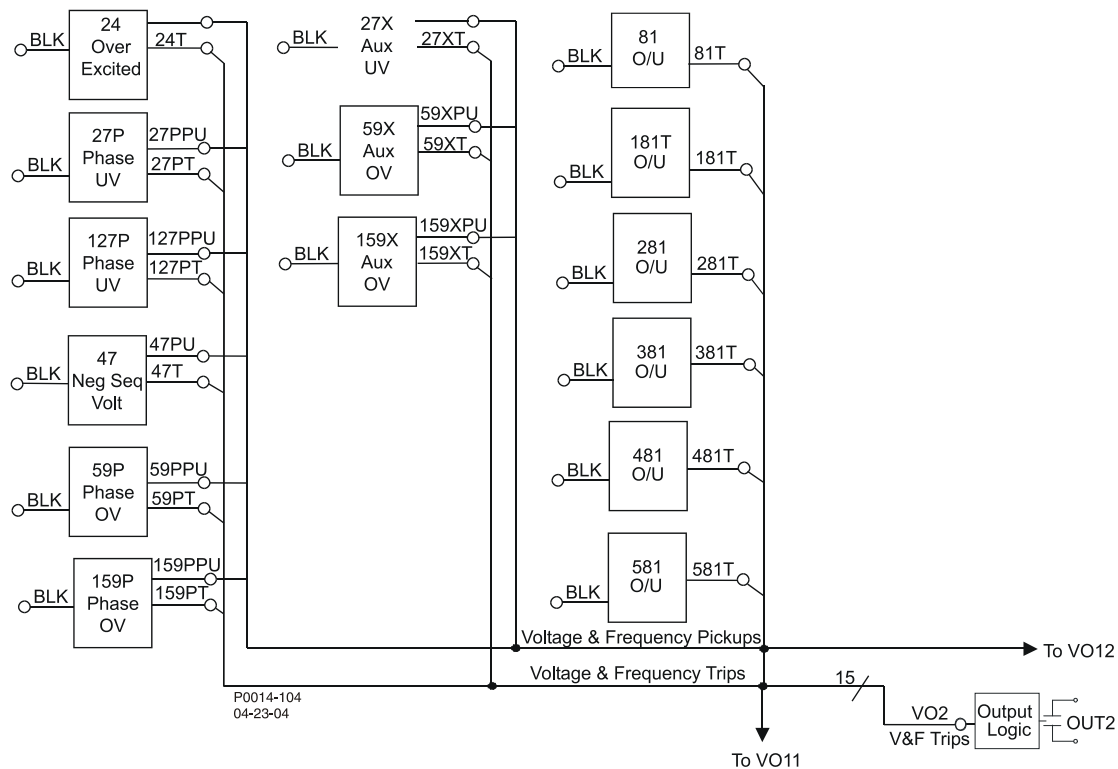 BLK
24
Over
Excited
24T
BLK
27P
Phase
UV
27PPU
27PT
BLK
127P
Phase
UV
127PPU
127PT
BLK
47
Neg Seq
Volt
47PU
47T
BLK
59P
Phase
OV
59PPU
59PT
BLK
159P
Phase
OV
159PPU
159PT
BLK
27X
Aux
UV
27XT
BLK
59X
Aux
OV
59XPU
59XT
BLK
159X
Aux
OV
159XPU
159XT
BLK
81
O/U
81T
BLK
181T
O/U
181T
BLK
281
O/U
281T
BLK
381
O/U
381T
BLK
481
O/U
481T
BLK
581
O/U
581T
Voltage & Frequency Pickups
To VO12
Voltage & Frequency Trips
15
P0014-104
04-23-04
VO2
V&F Trips
Output
Logic
OUT2
To VO11